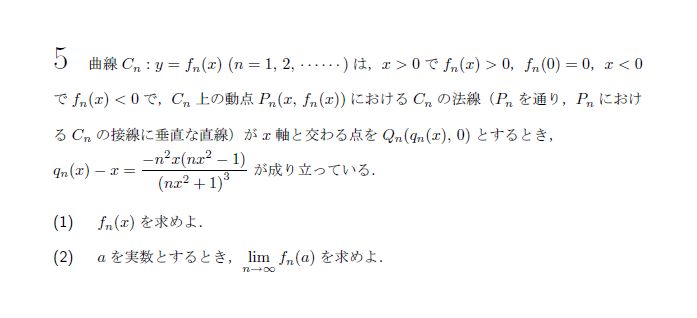 5 曲線 $C_n : y = f_n(x)$ $(n = 1, 2, \cdots\cdots)$ は，$x > 0$ で $f_n(x) > 0$，$f_n(0) = 0$，$x < 0$
で $f_n(x) < 0$ で，$C_n$ 上の動点 $P_n(x, f_n(x))$ における $C_n$ の法線（$P_n$ を通り，$P_n$ におけ
る $C_n$ の接線に垂直な直線）が $x$ 軸と交わる点を $Q_n(q_n(x), 0)$ とするとき，
$q_n(x) - x = \dfrac{-n^2x(nx^2 - 1)}{(nx^2 + 1)^3}$ が成り立っている．
(1) $f_n(x)$ を求めよ．
(2) $a$ を実数とするとき，$\displaystyle\lim_{n \to \infty} f_n(a)$ を求めよ．